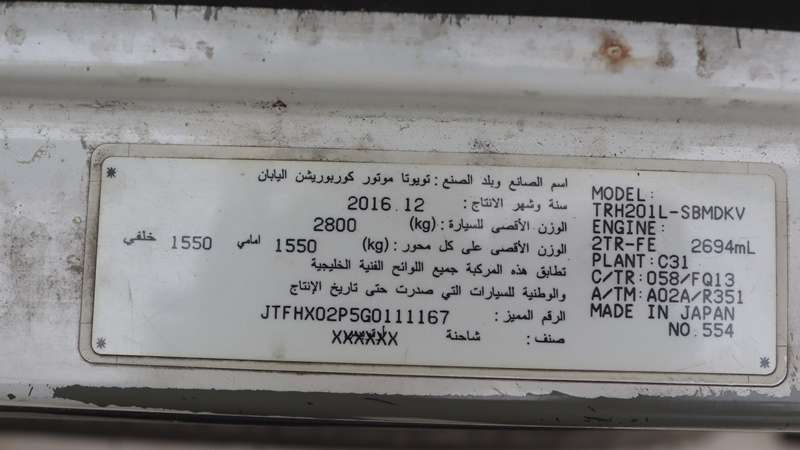 اسم الصانع وبلد الصنع : تويوتا موتور كوربوريشن اليابان
سنة وشهر الانتاج : 2016.12
الوزن الأقصى للسيارة : (kg) 2800
الوزن الأقصى على كل محور : (kg) 1550 امامي 1550 خلفي
تطابق هذه المركبة جميع اللوائح الفنية الخليجية
والوطنية للسيارات التي صدرت حتى تاريخ الإنتاج
الرقم المميز : JTFHX02P5G0111167
صنف : شاحنة
MODEL:
TRH201L-SBMDKV
ENGINE:
2TR-FE 2694mL
PLANT:C31
C/TR:058/FQ13
A/TM:A02A/R351
MADE IN JAPAN
NO.554